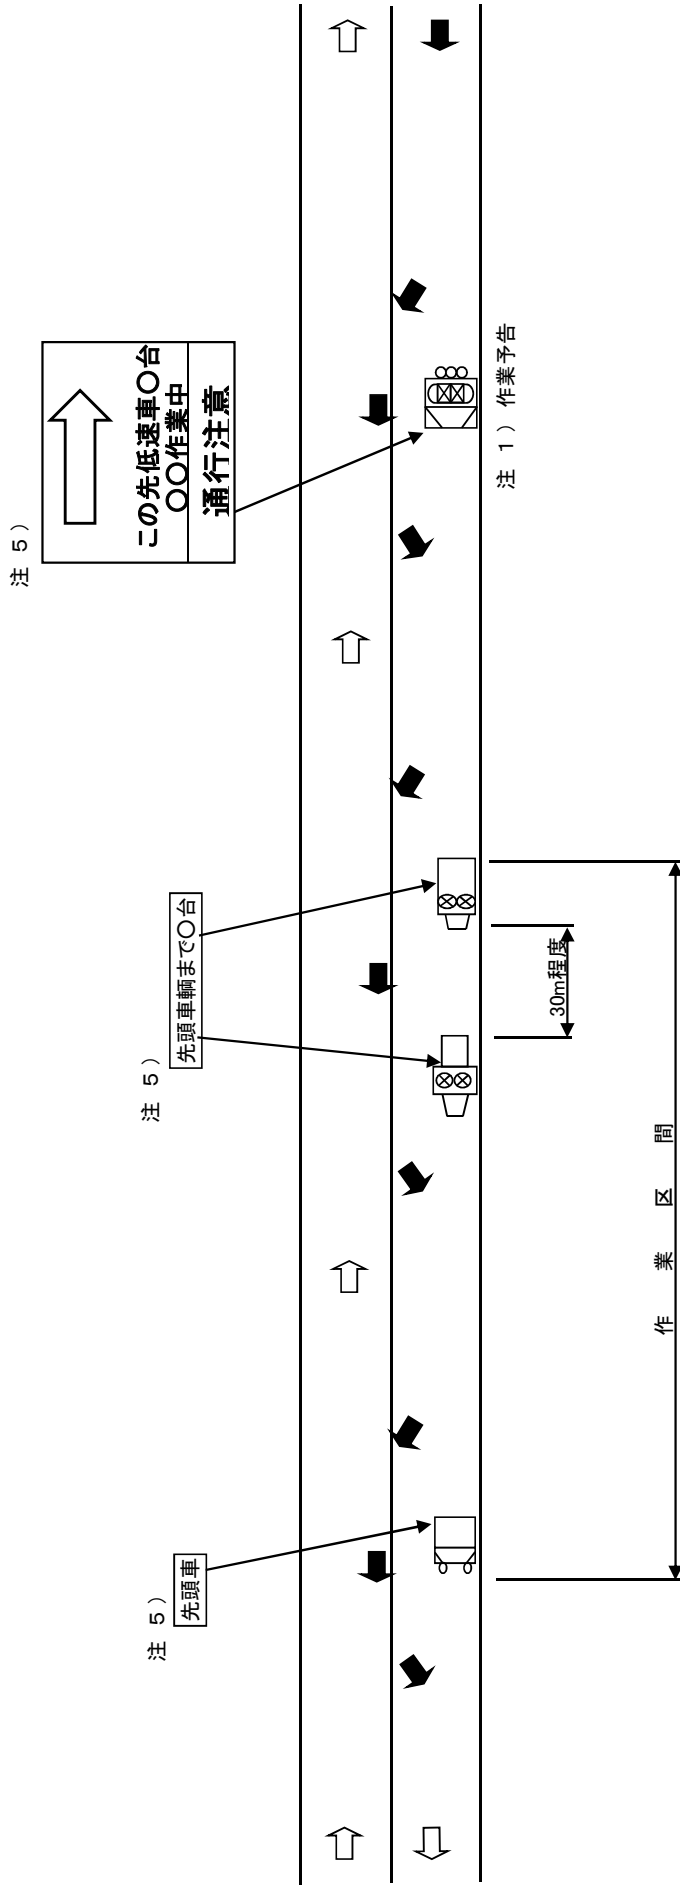 注 5）
この先低速車〇台
〇〇作業中
通行注意
注 1） 作業予告
注 5）
先頭車輌まで〇台
30m程度
作 業 区 間
注 5）
先頭車